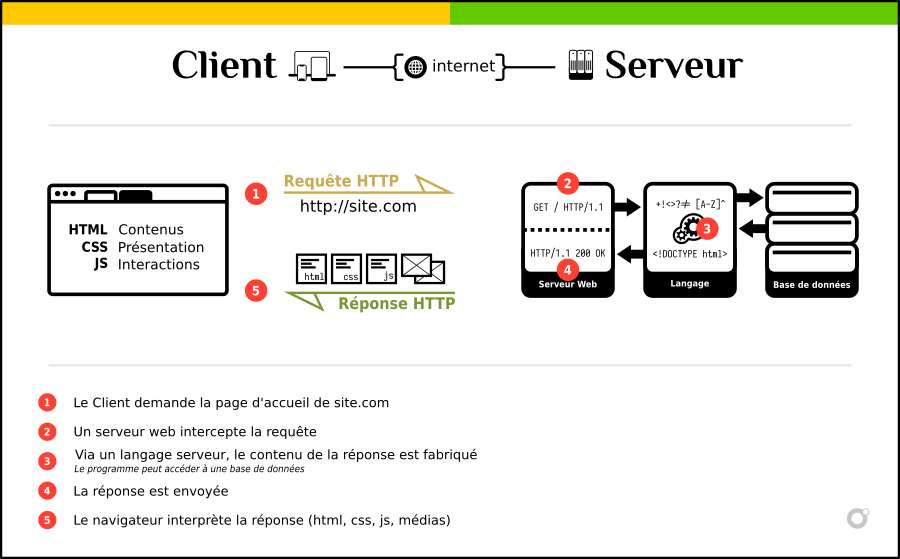 Client internet Serveur
1 Requête HTTP
http://site.com
HTML Contenus
CSS Présentation
JS Interactions
html css js
5 Réponse HTTP
2
GET / HTTP/1.1
HTTP/1.1 200 OK
4
Serveur Web
+!<>?≠ [A-Z]^
3
<!DOCTYPE html>
Langage
Base de données
1 Le Client demande la page d'accueil de site.com
2 Un serveur web intercepte la requête
3 Via un langage serveur, le contenu de la réponse est fabriqué
Le programme peut accéder à une base de données
4 La réponse est envoyée
5 Le navigateur interprète la réponse (html, css, js, médias)